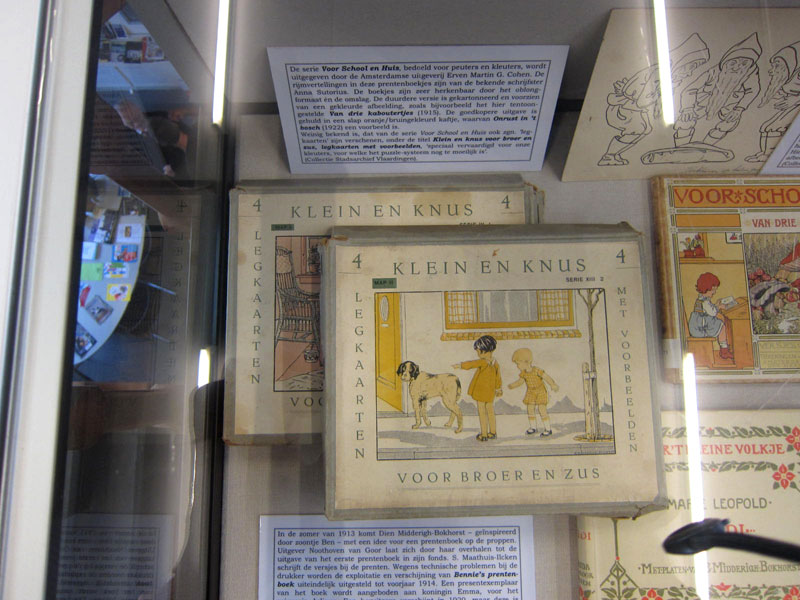 De serie Voor School en Huis, bedoeld voor peuters en kleuters, wordt
uitgegeven door de Amsterdamse uitgeverij Erven Martin G. Cohen. De
rijmvertellingen in deze prentenboekjes zijn van de bekende schrijfster
Anna Sutorius. De boekjes zijn zeer herkenbaar door het oblong-
formaat en de omslag. De duurdere versie is gekartonneerd en voorzien
van een gekleurde afbeelding, zoals bijvoorbeeld het hier tentoon-
gestelde Van drie kaboutertjes (1915). De goedkopere uitgave is
gehuld in een slap oranje/bruingekleurd kaftje, waarvan Onrust in 't
bosch (1922) een voorbeeld is.
Weinig bekend is, dat van de serie Voor School en Huis ook zgn. 'leg-
kaarten' zijn verschenen, onder de titel Klein en knus voor broer en
zus, legkaarten met voorbeelden, 'speciaal vervaardigd voor onze
kleuters, voor welke het puzzle-systeem nog te moeilijk is'.
(Collectie Stadsarchief Vlaardingen).
4 KLEIN EN KNUS 4
LEGKAARTEN
VOO
4 KLEIN EN KNUS 4
MAP II
SERIE XIII 2
LEGKAARTEN
MET VOORBEELDEN
VOOR BROER EN ZUS
VOOR SCHO
VAN DRIE
'T KLEINE VOLKJE
MARIE LEOPOLD
MET PLATEN VAN B. MIDDERIGH-BOKHORS
In de zomer van 1913 komt Dien Midderigh-Bokhorst – geïnspireerd
door zoontje Ben – met een idee voor een prentenboek op de proppen.
Uitgever Noothoven van Goor laat zich door haar overhalen tot de
uitgave van het eerste prentenboek in zijn fonds. S. Maathuis-Ilcken
schrijft de versjes bij de prenten. Wegens technische problemen bij de
drukker worden de exploitatie en verschijning van Bennie's prenten-
boek uiteindelijk uitgesteld tot voorjaar 1914. Een presentexemplaar
van het boek wordt aangeboden aan koningin Emma, voor het